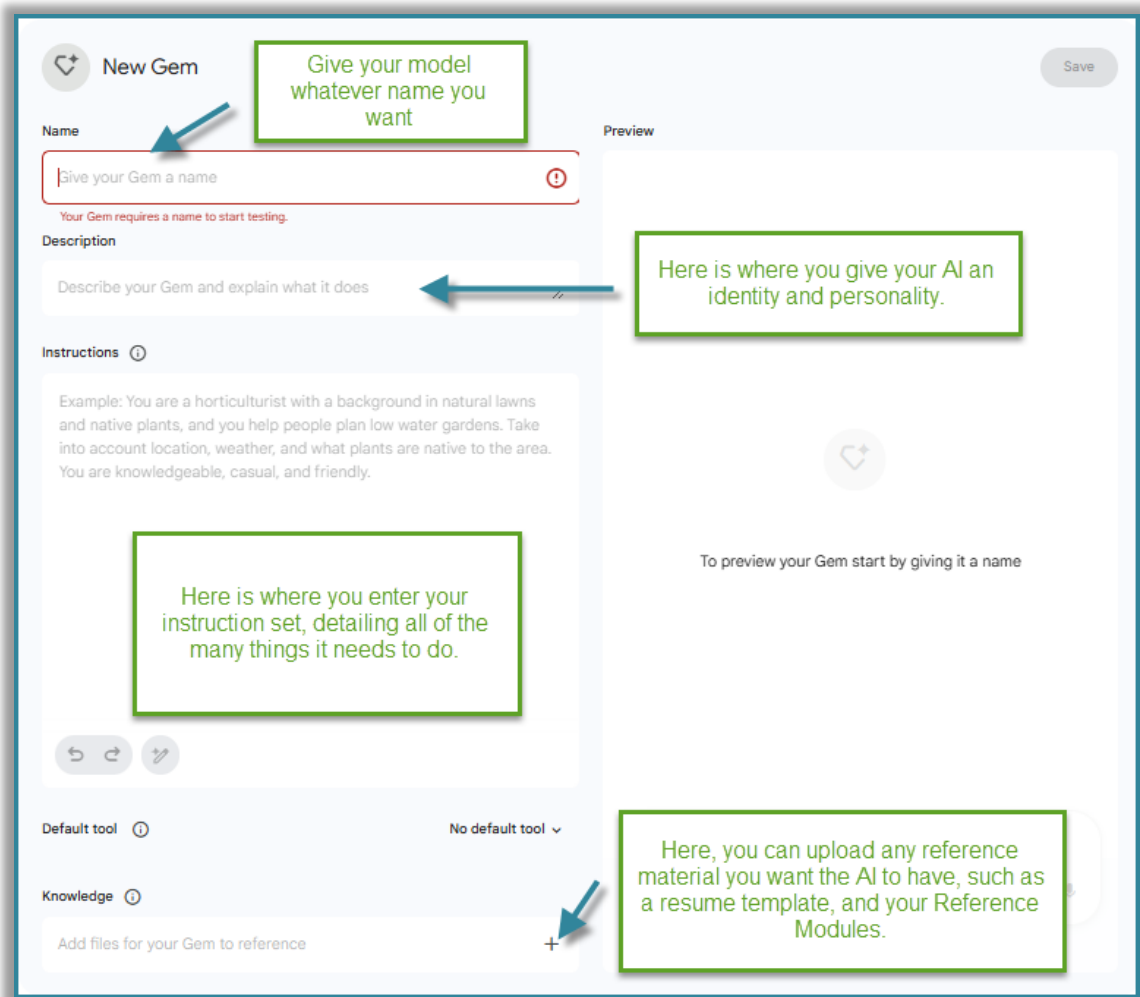 New Gem
Give your model
whatever name you
want
Save
Name
Preview
Give your Gem a name
Your Gem requires a name to start testing.
Description
Describe your Gem and explain what it does
Here is where you give your AI an
identity and personality.
Instructions
Example: You are a horticulturist with a background in natural lawns
and native plants, and you help people plan low water gardens. Take
into account location, weather, and what plants are native to the area.
You are knowledgeable, casual, and friendly.
To preview your Gem start by giving it a name
Here is where you enter your
instruction set, detailing all of the
many things it needs to do.
Default tool
No default tool
Here, you can upload any reference
material you want the AI to have, such as
a resume template, and your Reference
Modules.
Knowledge
Add files for your Gem to reference